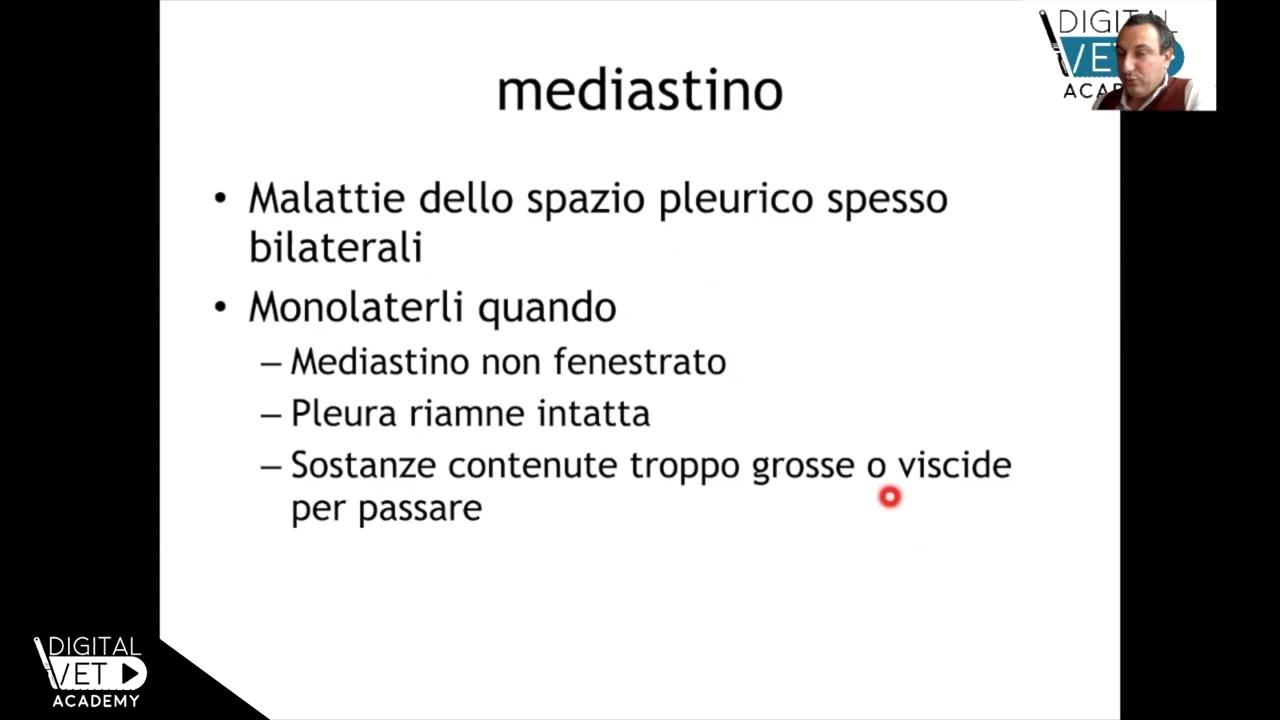 mediastino
• Malattie dello spazio pleurico spesso
bilaterali
• Monolaterli quando
– Mediastino non fenestrato
– Pleura riamne intatta
– Sostanze contenute troppo grosse o viscide
per passare
DIGITAL
VET
ACADEMY
DIGITAL
VET
ACADEMY